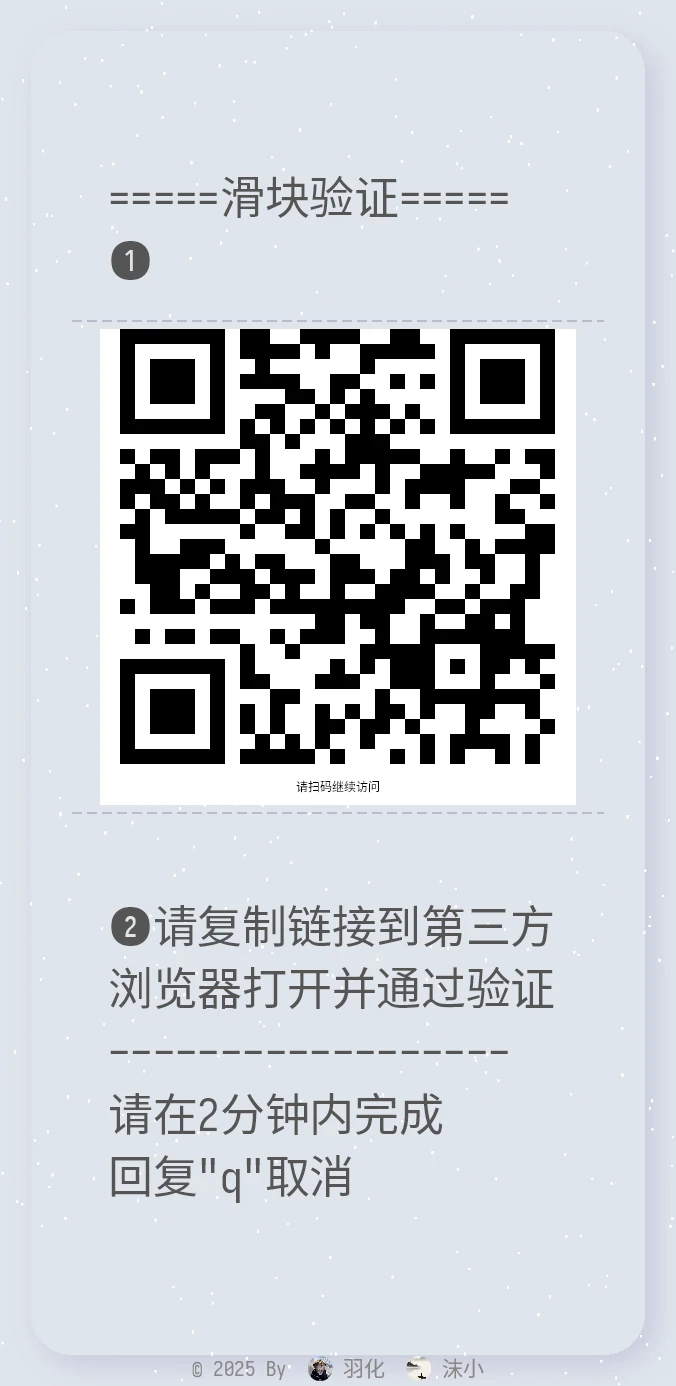 =====滑块验证=====
❶
请扫码继续访问
❷请复制链接到第三方
浏览器打开并通过验证
------------------
请在2分钟内完成
回复"q"取消
© 2025 By 羽化 沫小